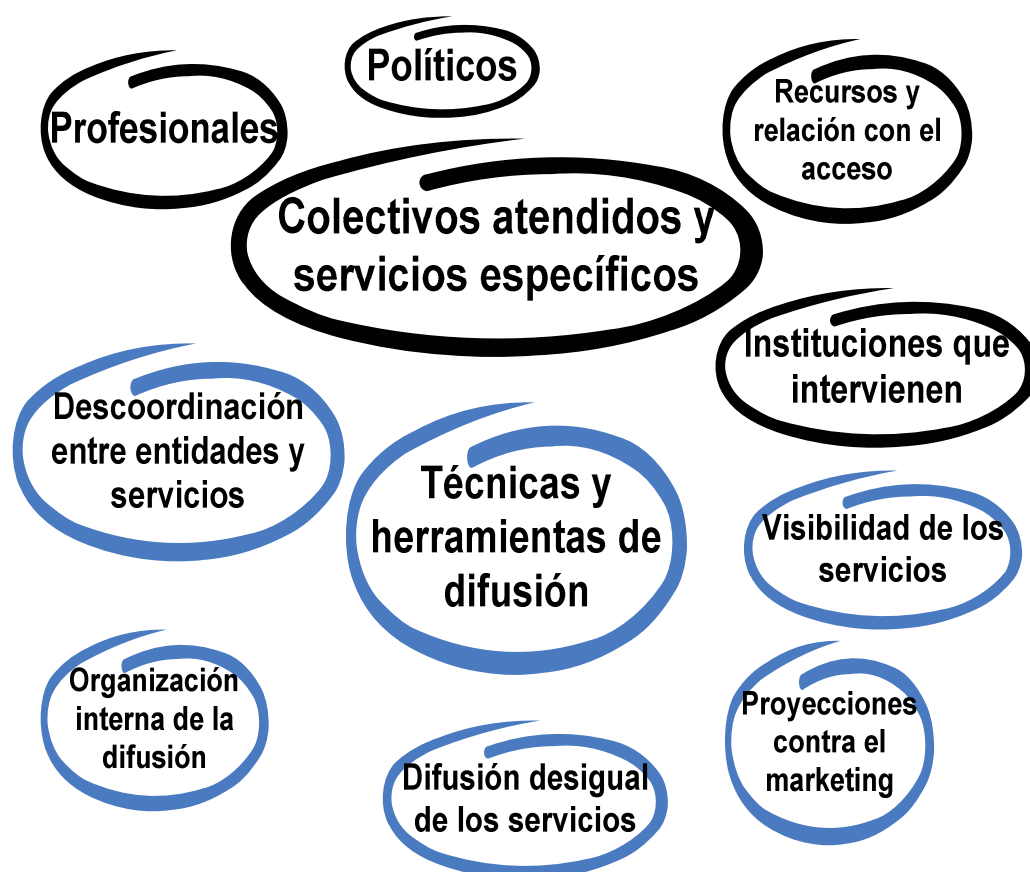 Políticos
Profesionales
Recursos y
relación con el
acceso
Colectivos atendidos y
servicios específicos
Instituciones que
intervienen
Descoordinación
entre entidades y
servicios
Técnicas y
herramientas de
difusión
Visibilidad de los
servicios
Organización
interna de la
difusión
Proyecciones
contra el
marketing
Difusión desigual
de los servicios